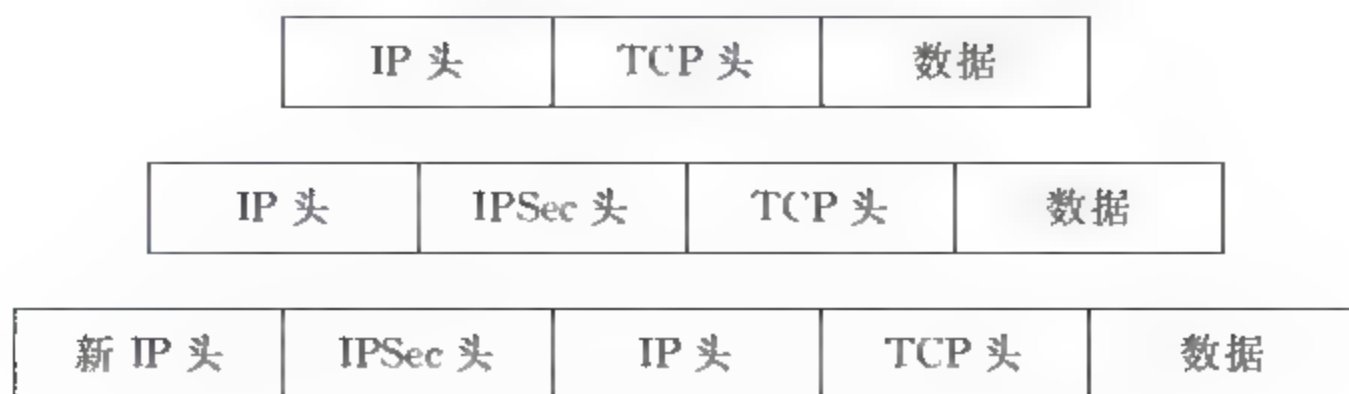 IP 头 TCP 头 数据
IP 头 IPSec 头 TCP 头 数据
新 IP 头 IPSec 头 IP 头 TCP 头 数据